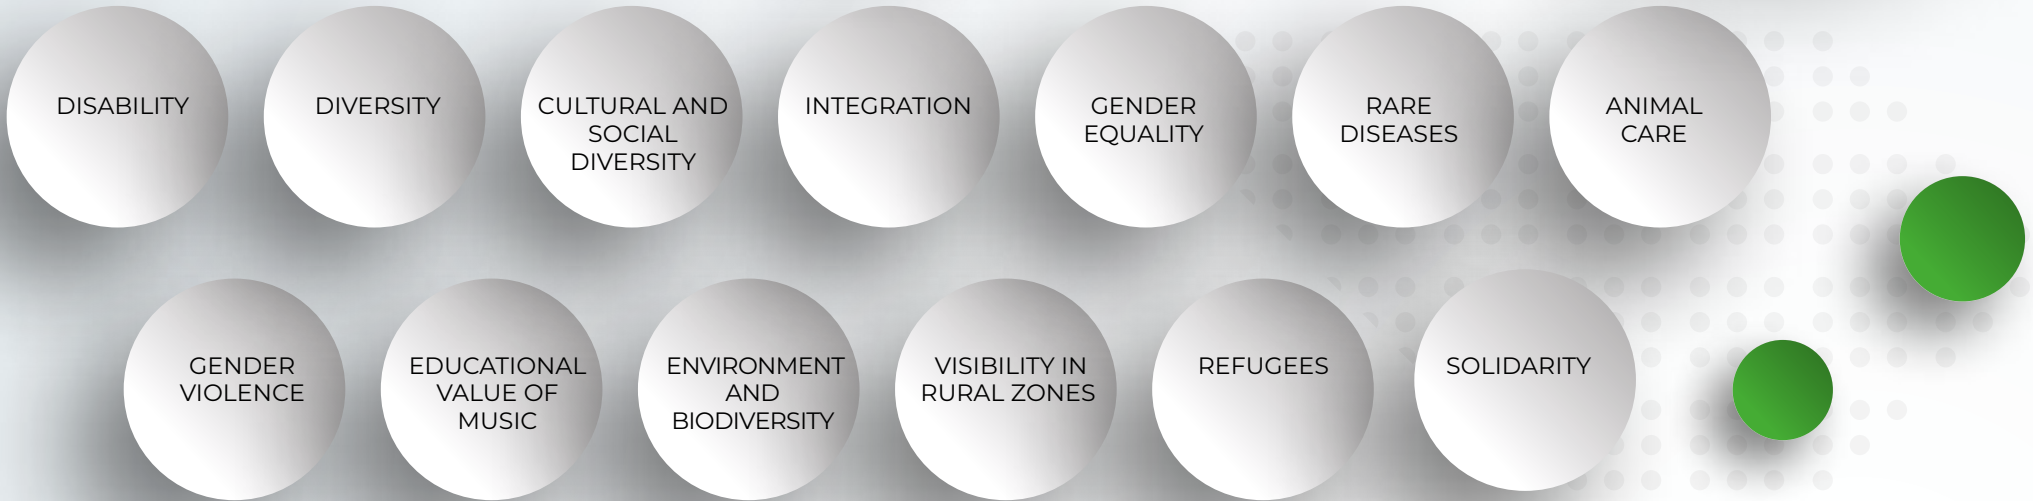 DISABILITY
DIVERSITY
CULTURAL AND
SOCIAL
DIVERSITY
INTEGRATION
GENDER
EQUALITY
RARE
DISEASES
ANIMAL
CARE
GENDER
VIOLENCE
EDUCATIONAL
VALUE OF
MUSIC
ENVIRONMENT
AND
BIODIVERSITY
VISIBILITY IN
RURAL ZONES
REFUGEES
SOLIDARITY